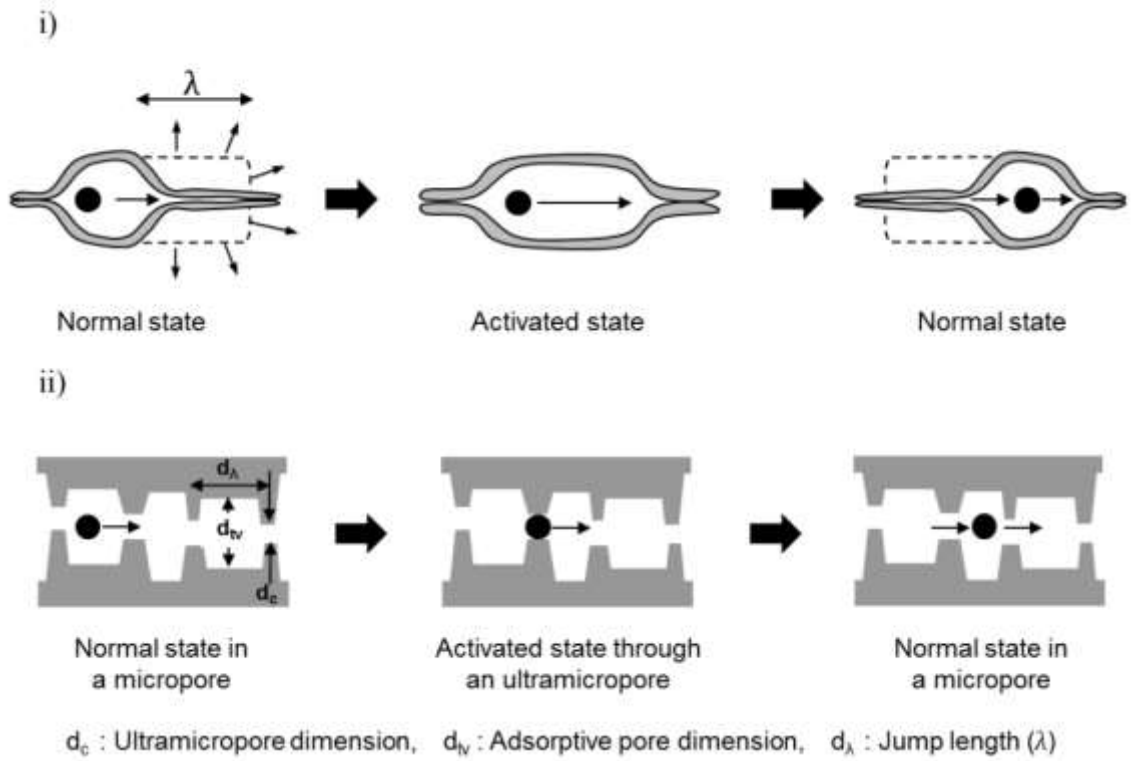 i)
λ
Normal state
Activated state
Normal state
ii)
dλ
dtv
dc
Normal state in
a micropore
Activated state through
an ultramicropore
Normal state in
a micropore
dc : Ultramicropore dimension, dtv : Adsorptive pore dimension, dλ : Jump length (λ)